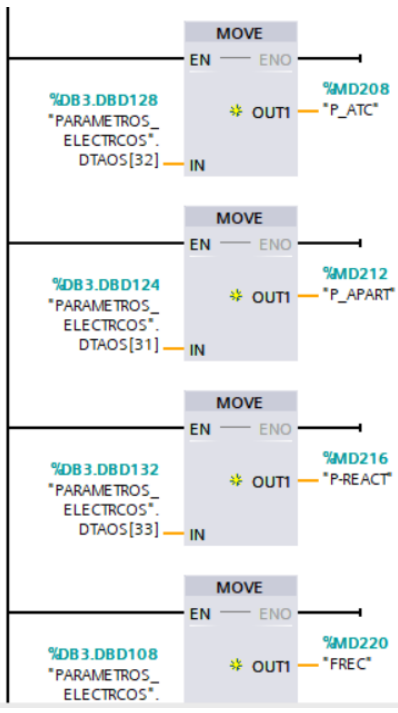 MOVE
EN ENO
%DB3.DBD128
"PARAMETROS_
ELECTRCOS".
DTAOS[32]
IN
OUT1
%MD208
"P_ATC"
MOVE
EN ENO
%DB3.DBD124
"PARAMETROS_
ELECTRCOS".
DTAOS[31]
IN
OUT1
%MD212
"P_APART"
MOVE
EN ENO
%DB3.DBD132
"PARAMETROS_
ELECTRCOS".
DTAOS[33]
IN
OUT1
%MD216
"P-REACT"
MOVE
EN ENO
%DB3.DBD108
"PARAMETROS_
ELECTRCOS".
OUT1
%MD220
"FREC"